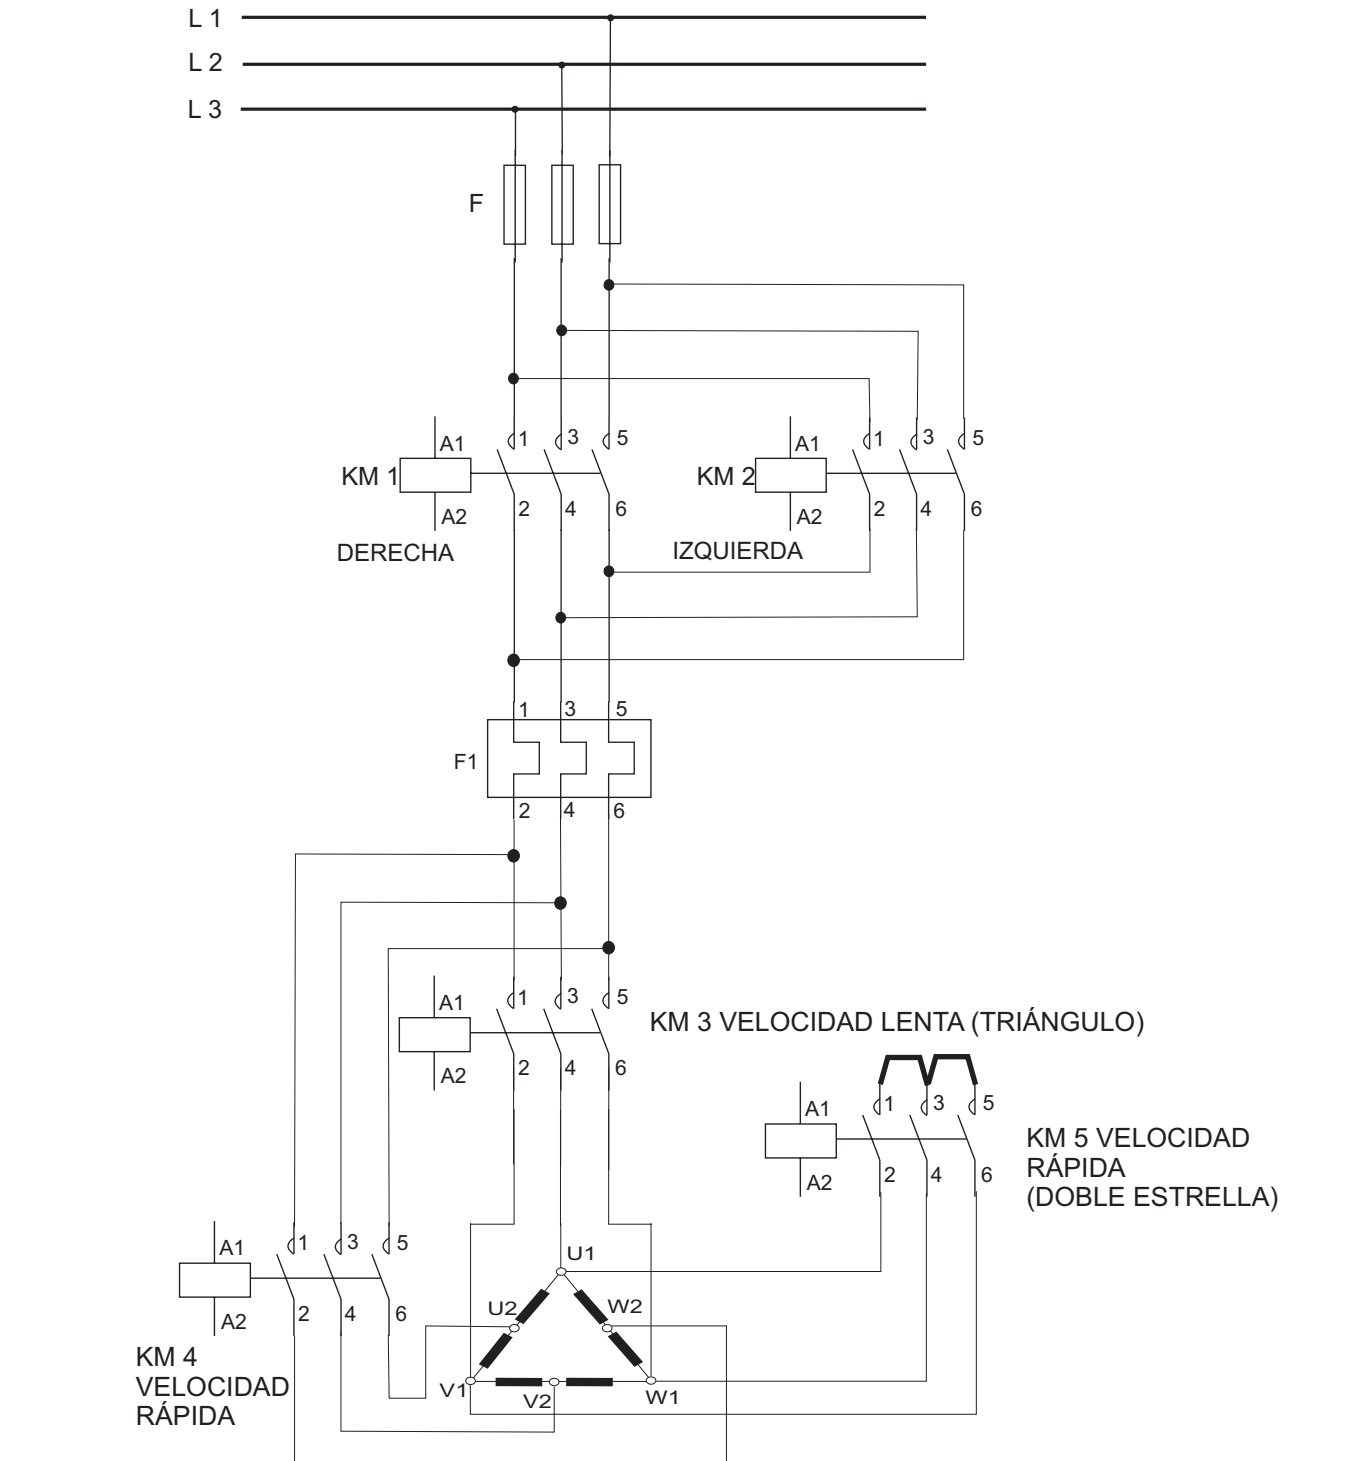 L 1
L 2
L 3
F
A1 1 3 5
KM 1
A2 2 4 6
DERECHA
A1 1 3 5
KM 2
A2 2 4 6
IZQUIERDA
1 3 5
F1
2 4 6
A1 1 3 5
KM 3 VELOCIDAD LENTA (TRIÁNGULO)
A2 2 4 6
A1 1 3 5
KM 5 VELOCIDAD
RÁPIDA
(DOBLE ESTRELLA)
A2 2 4 6
A1 1 3 5
A2 2 4 6
KM 4
VELOCIDAD
RÁPIDA
U1
U2 W2
V1 V2 W1